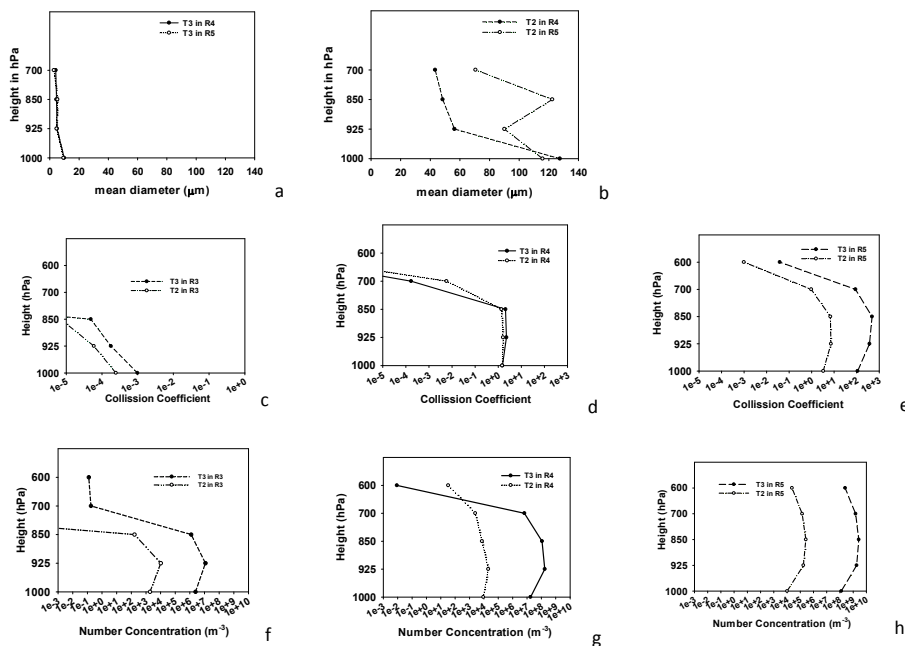 T3 in R4
T3 in R5
height in hPa
700
850
925
1000
0 20 40 60 80 100 120 140
mean diameter (µm)
a
T2 in R4
T2 in R5
height in hPa
700
850
925
1000
0 20 40 60 80 100 120 140
mean diameter (µm)
b
T3 in R3
T2 in R3
Height (hPa)
600
850
925
1000
1e-5 1e-4 1e-3 1e-2 1e-1 1e+0
Collission Coefficient
c
T3 in R4
T2 in R4
Height (hPa)
600
700
850
925
1000
1e-5 1e-4 1e-3 1e-2 1e-1 1e+0 1e+1 1e+2 1e+3
Collission Coefficient
d
T3 in R5
T2 in R5
Height (hPa)
600
700
850
925
1000
1e-5 1e-4 1e-3 1e-2 1e-1 1e+0 1e+1 1e+2 1e+3
Collission Coefficient
e
T3 in R3
T2 in R3
Height (hPa)
600
700
850
925
1000
1e-3 1e-2 1e-1 1e+0 1e+1 1e+2 1e+3 1e+4 1e+5 1e+6 1e+7 1e+8 1e+9 1e+10
Number Concentration (m⁻³)
f
T3 in R4
T2 in R4
Height (hPa)
600
700
850
925
1000
1e-3 1e-2 1e-1 1e+0 1e+1 1e+2 1e+3 1e+4 1e+5 1e+6 1e+7 1e+8 1e+9 1e+10
Number Concentration (m⁻³)
g
T3 in R5
T2 in R5
Height (hPa)
600
700
850
925
1000
1e-3 1e-2 1e-1 1e+0 1e+1 1e+2 1e+3 1e+4 1e+5 1e+6 1e+7 1e+8 1e+9 1e+10
Number Concentration (m⁻³)
h